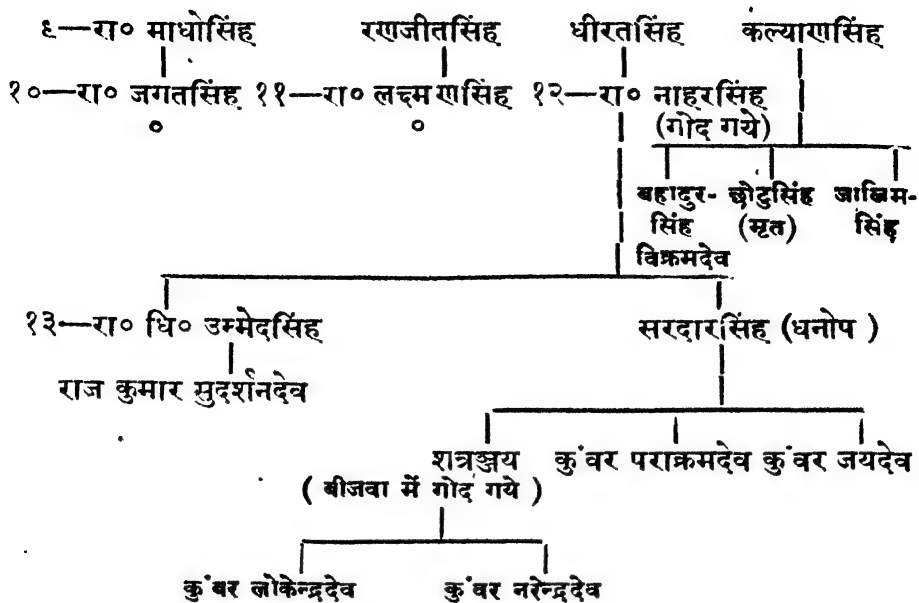 ९—रा० माधोसिंह रणजीतसिंह धीरतसिंह कल्याणसिंह
१०—रा० जगतसिंह ११—रा० लक्ष्मणसिंह १२—रा० नाहरसिंह
(गोद गये)
बहादुर- छोटुसिंह जालिम-
सिंह (मृत) सिंह
विक्रमदेव
१३—रा० धि० उम्मेदसिंह सरदारसिंह (धनोप )
राज कुमार सुदर्शनदेव
शत्रञ्जय कुंवर पराक्रमदेव कुंवर जयदेव
( बीजवा में गोद गये )
कुंवर लोकेन्द्रदेव कुंवर नरेन्द्रदेव